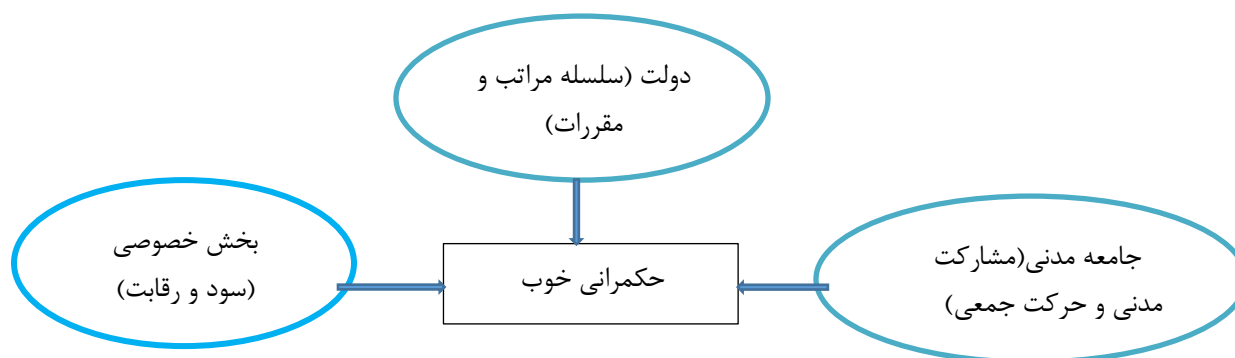 دولت (سلسله مراتب و
مقررات)
بخش خصوصی
(سود و رقابت)
حکمرانی خوب
جامعه مدنی(مشارکت
مدنی و حرکت جمعی)